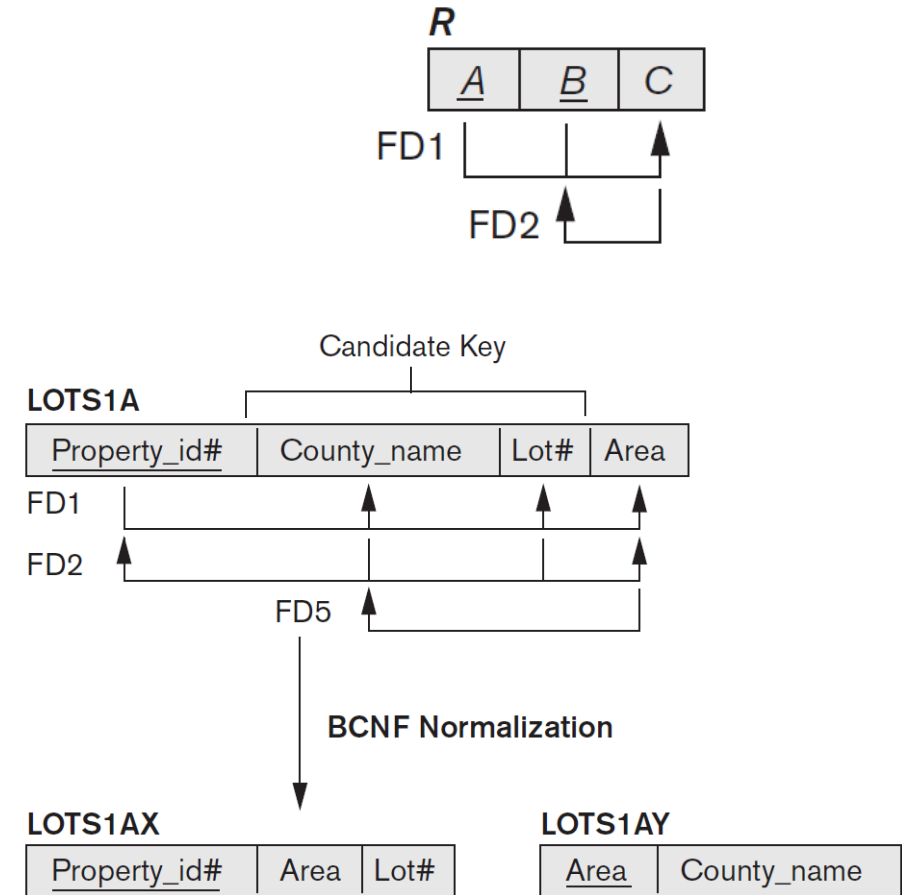 R
A B C
FD1
FD2
Candidate Key
LOTS1A
Property_id# County_name Lot# Area
FD1
FD2
FD5
BCNF Normalization
LOTS1AX LOTS1AY
Property_id# Area Lot# Area County_name